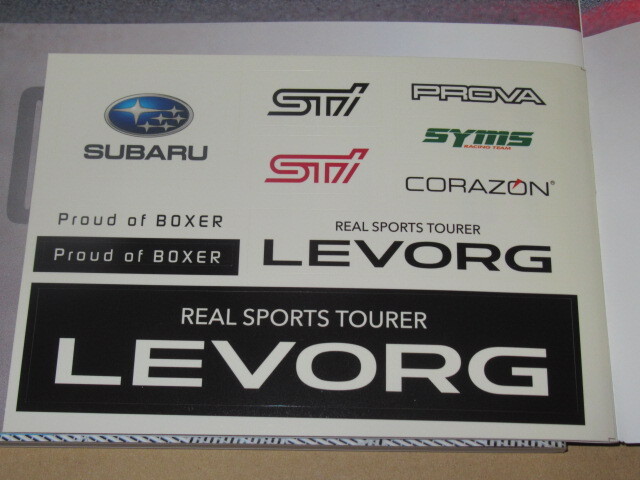 SUBARU
STi
STi
PROVA
SYMS
RACING TEAM
CORAZON®
Proud of BOXER
Proud of BOXER
REAL SPORTS TOURER
LEVORG
REAL SPORTS TOURER
LEVORG